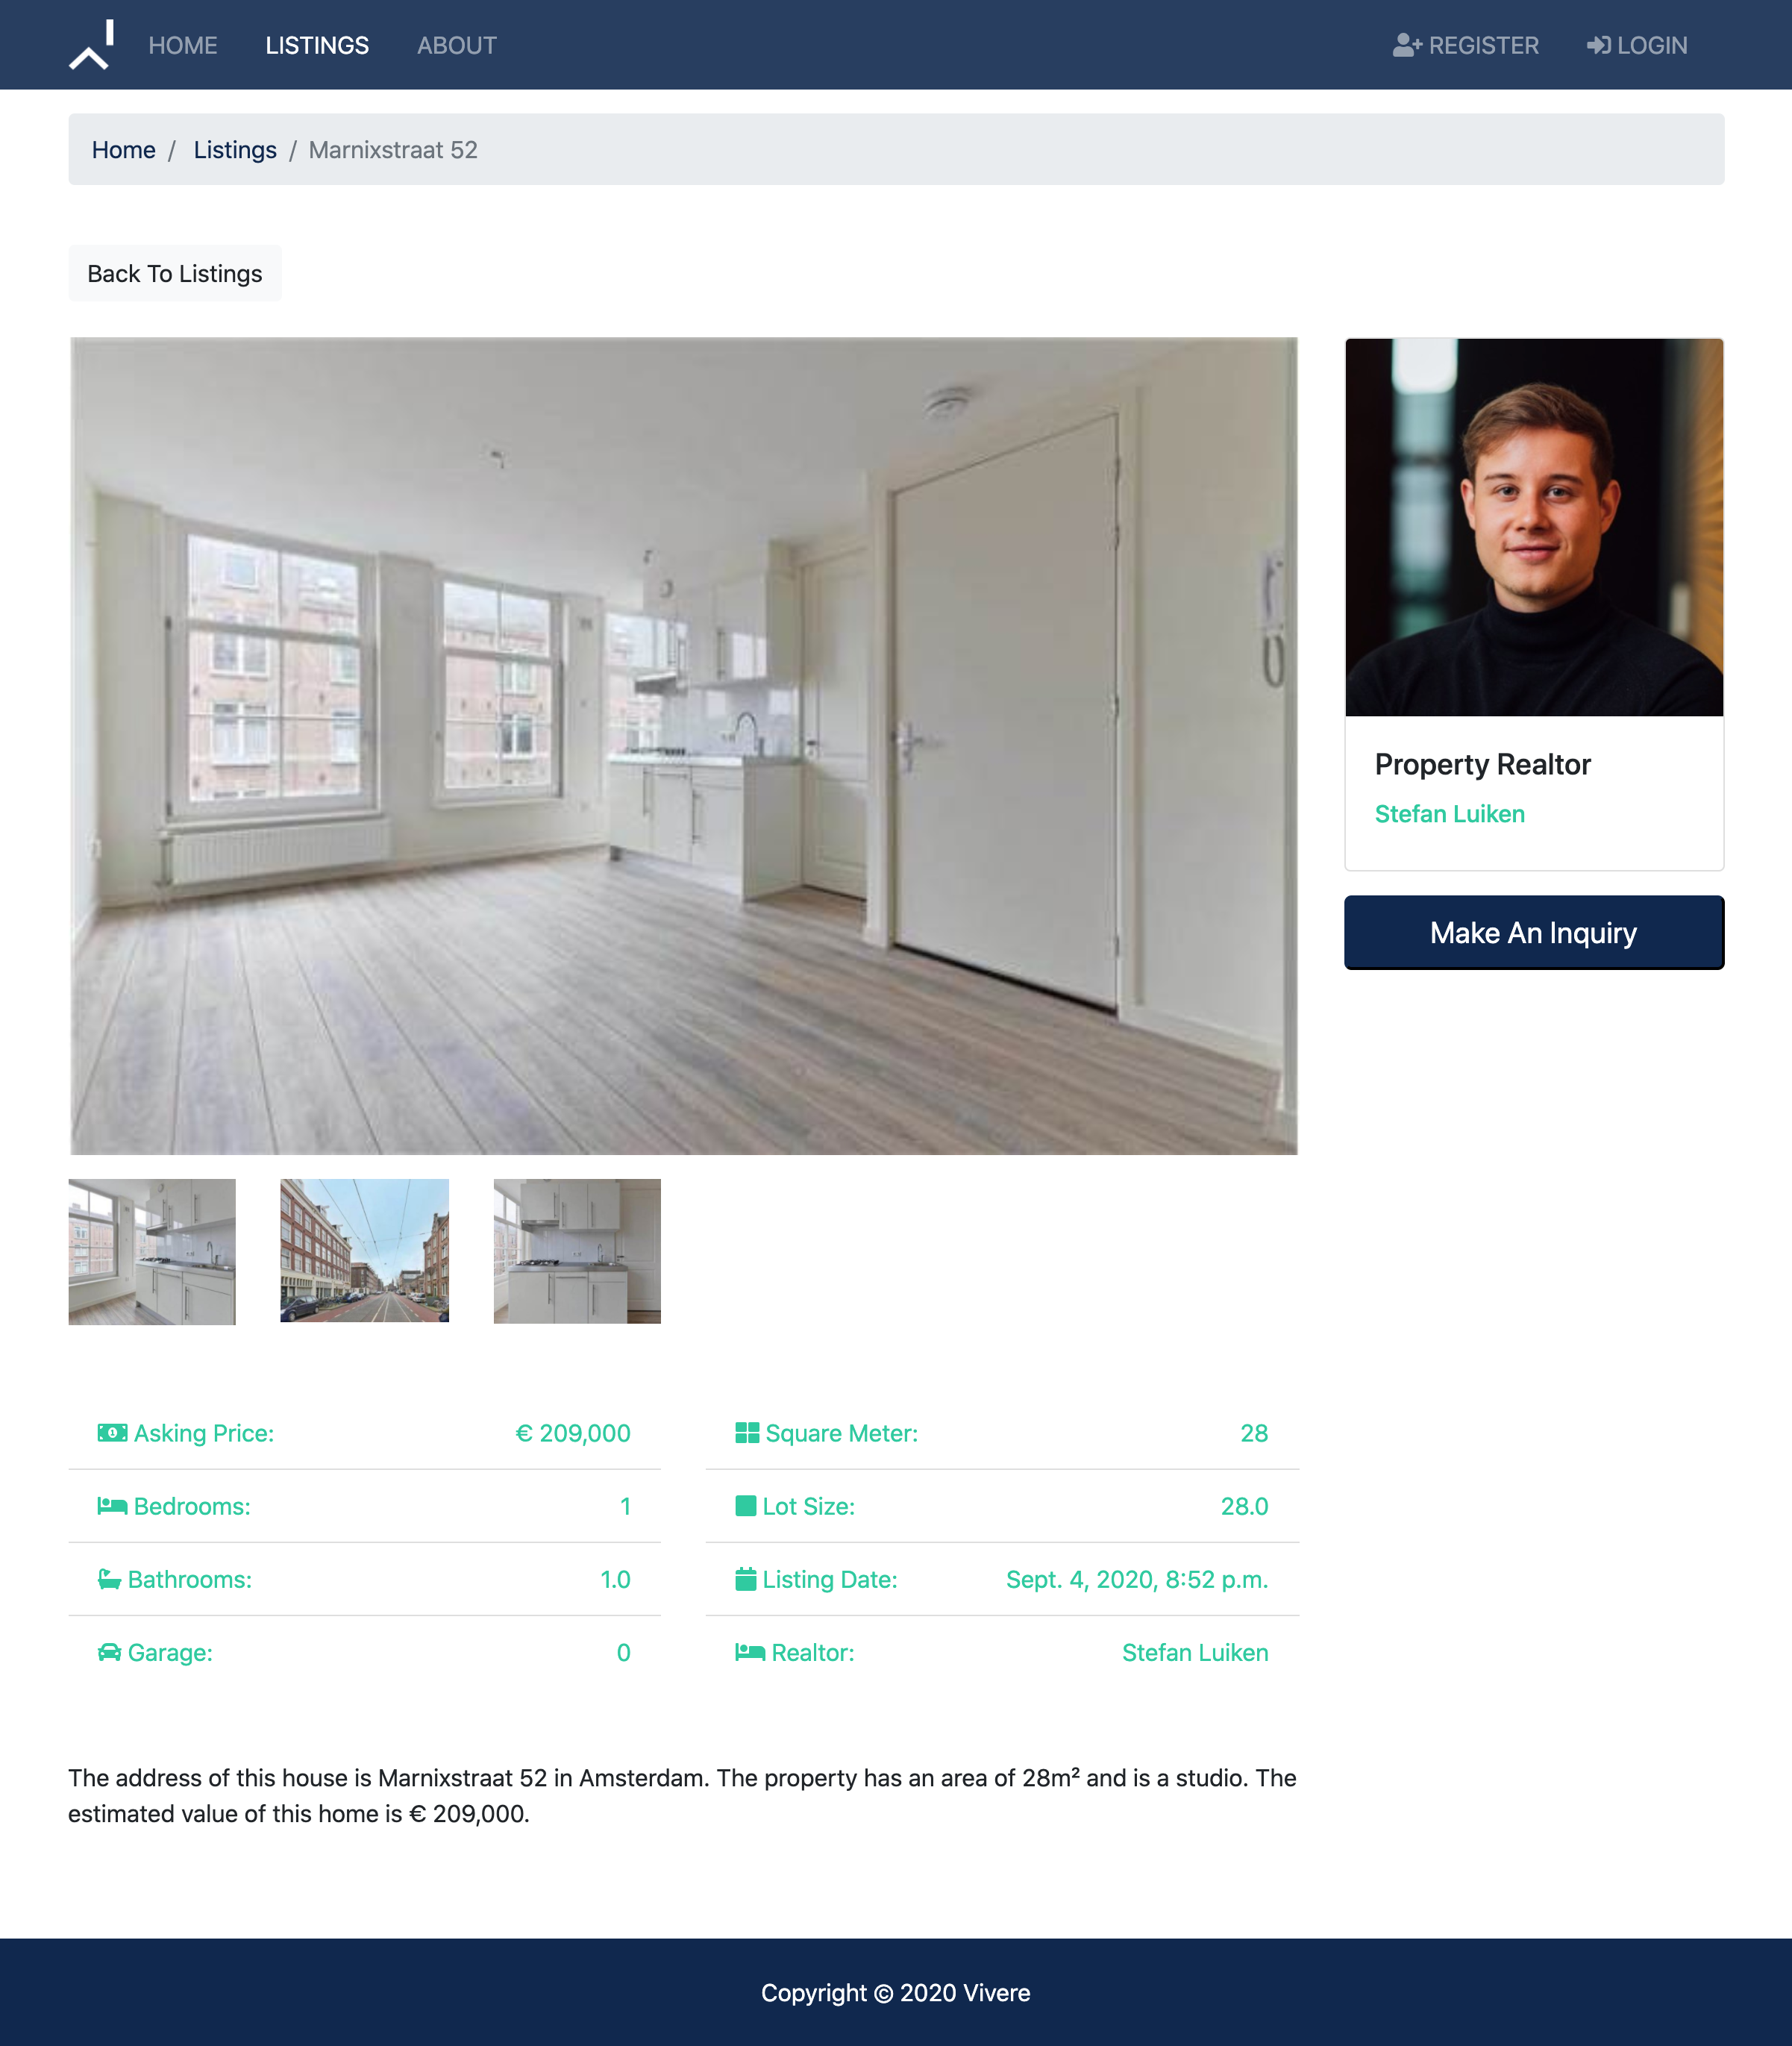 HOME LISTINGS ABOUT REGISTER LOGIN
Home / Listings / Marnixstraat 52
Back To Listings
Property Realtor
Stefan Luiken
Make An Inquiry
Asking Price: € 209,000
Square Meter: 28
Bedrooms: 1
Lot Size: 28.0
Bathrooms: 1.0
Listing Date: Sept. 4, 2020, 8:52 p.m.
Garage: 0
Realtor: Stefan Luiken
The address of this house is Marnixstraat 52 in Amsterdam. The property has an area of 28m² and is a studio. The
estimated value of this home is € 209,000.
Copyright © 2020 Vivere